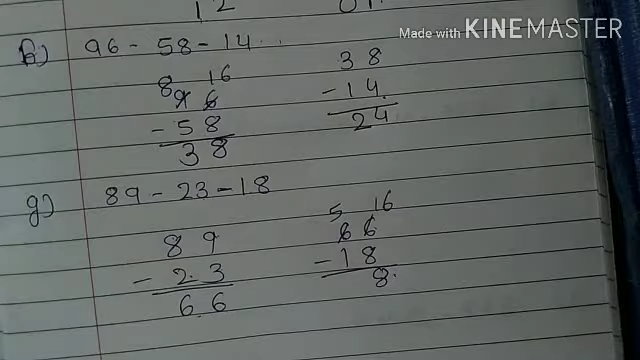 12
Made with KINEMASTER
b) 96 - 58 - 14
8 16
9 6
- 5 8
3 8
3 8
- 1 4
2 4
g) 89 - 23 - 18
8 9
- 2 3
6 6
5 16
6 6
- 1 8
8